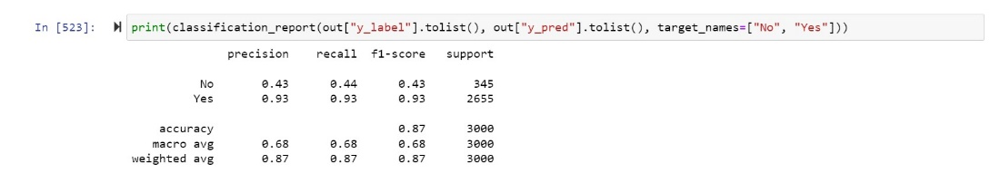 In [523]: print(classification_report(out["y_label"].tolist(), out["y_pred"].tolist(), target_names=["No", "Yes"]))
precision recall f1-score support
No 0.43 0.44 0.43 345
Yes 0.93 0.93 0.93 2655
accuracy 0.87 3000
macro avg 0.68 0.68 0.68 3000
weighted avg 0.87 0.87 0.87 3000